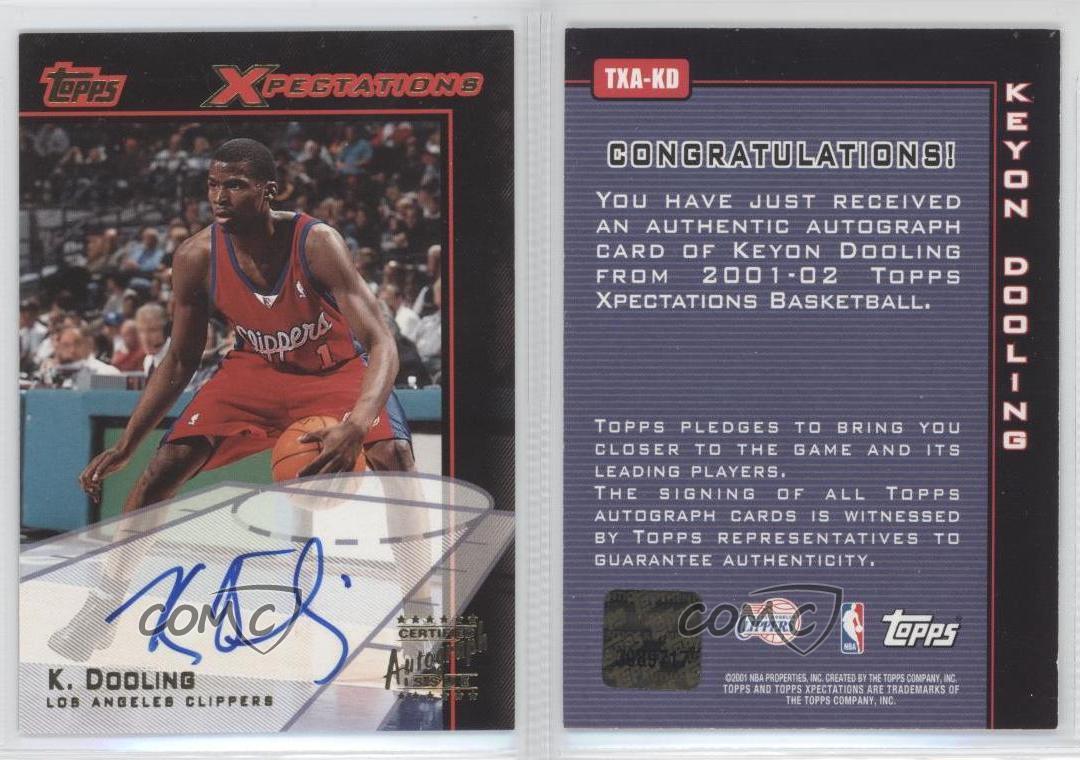 topps
XPECTATIONS
Clippers
1
COMC
CERTIFIED
Autograph
ISSUE
K. DOOLING
LOS ANGELES CLIPPERS
TXA-KD
KEYON DOOLING
CONGRATULATIONS!
YOU HAVE JUST RECEIVED
AN AUTHENTIC AUTOGRAPH
CARD OF KEYON DOOLING
FROM 2001-02 TOPPS
XPECTATIONS BASKETBALL.
TOPPS PLEDGES TO BRING YOU
CLOSER TO THE GAME AND ITS
LEADING PLAYERS.
THE SIGNING OF ALL TOPPS
AUTOGRAPH CARDS IS WITNESSED
BY TOPPS REPRESENTATIVES TO
GUARANTEE AUTHENTICITY.
COMC
CLIPPERS
NBA
topps
©2001 NBA PROPERTIES, INC. CREATED BY THE TOPPS COMPANY, INC.
TOPPS AND TOPPS XPECTATIONS ARE TRADEMARKS OF
THE TOPPS COMPANY, INC.